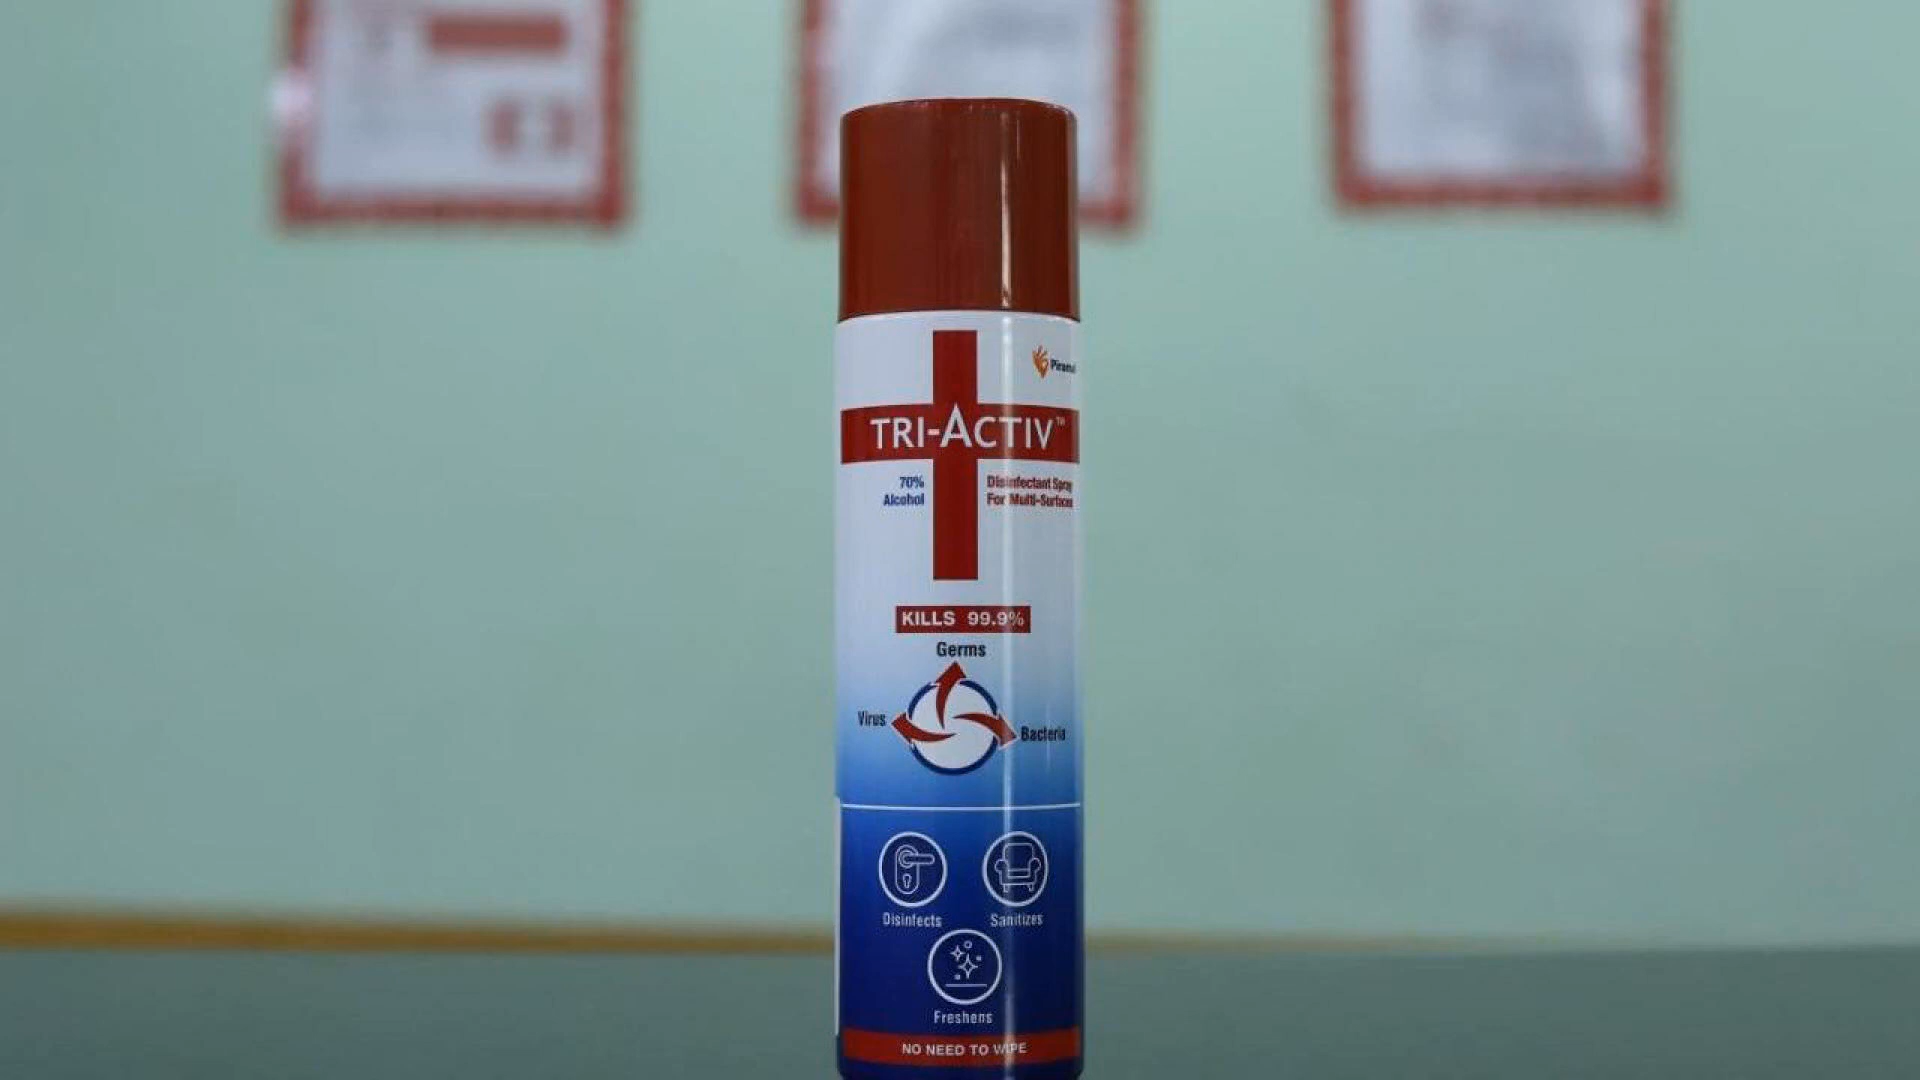 Piramal
TRI-ACTIV™
70%
Alcohol
Disinfectant Spray
For Multi-Surfaces
KILLS 99.9%
Germs
Virus
Bacteria
Disinfects
Sanitizes
Freshens
NO NEED TO WIPE